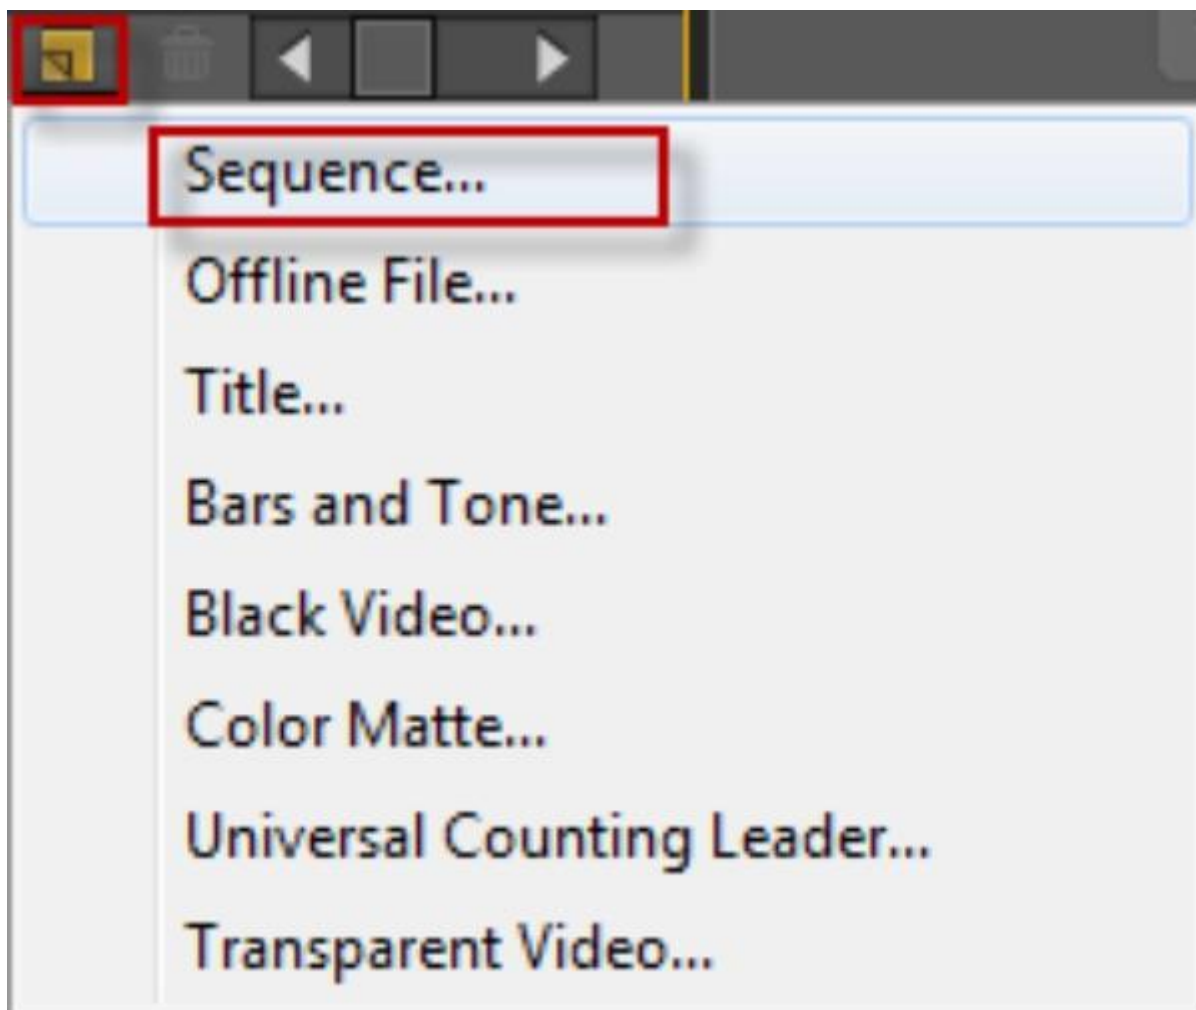 Sequence...
Offline File...
Title...
Bars and Tone...
Black Video...
Color Matte...
Universal Counting Leader...
Transparent Video...